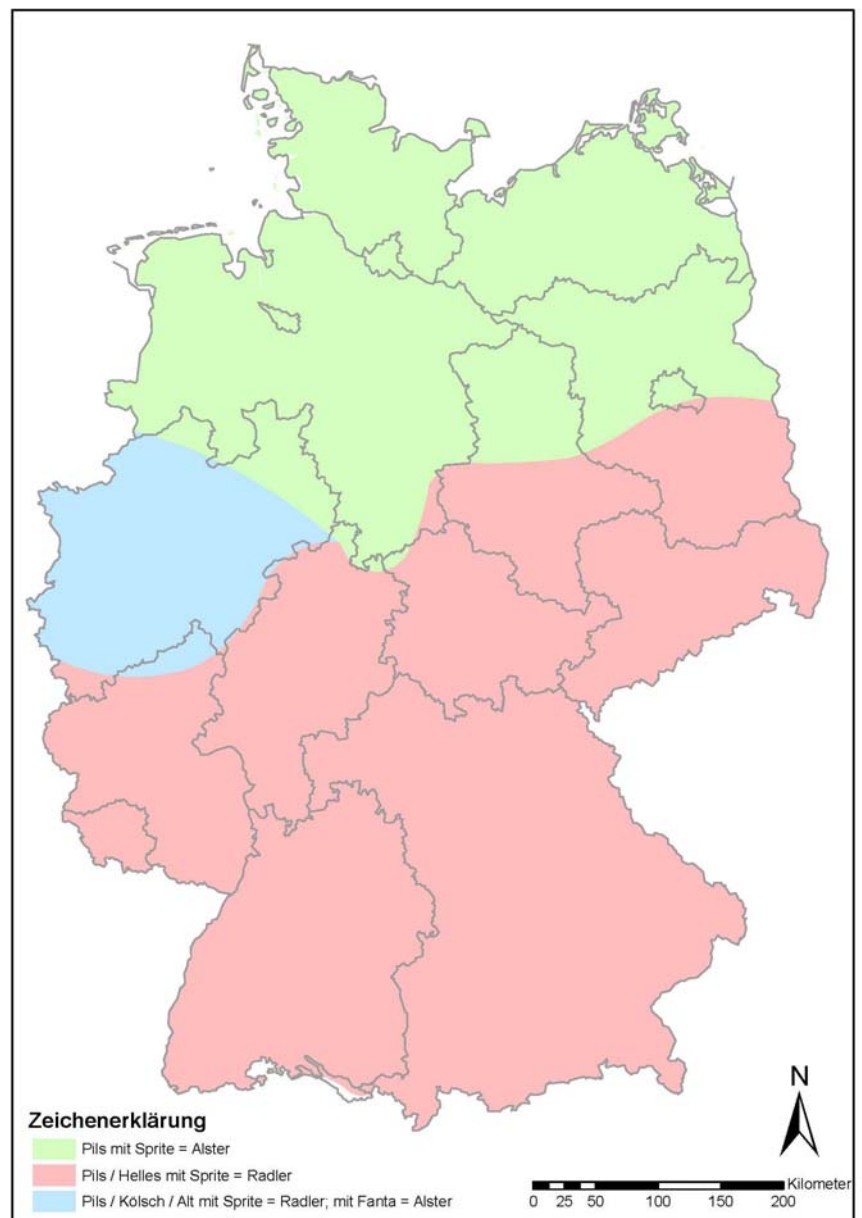 N
Zeichenerklärung
Pils mit Sprite = Alster
Pils / Helles mit Sprite = Radler
Pils / Kölsch / Alt mit Sprite = Radler; mit Fanta = Alster
Kilometer
0 25 50 100 150 200